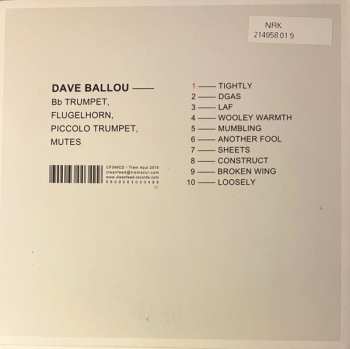 NRK
214958 01 9
DAVE BALLOU
Bb TRUMPET,
FLUGELHORN,
PICCOLO TRUMPET,
MUTES
1 TIGHTLY
2 DGAS
3 LAF
4 WOOLEY WARMTH
5 MUMBLING
6 ANOTHER FOOL
7 SHEETS
8 CONSTRUCT
9 BROKEN WING
10 LOOSELY